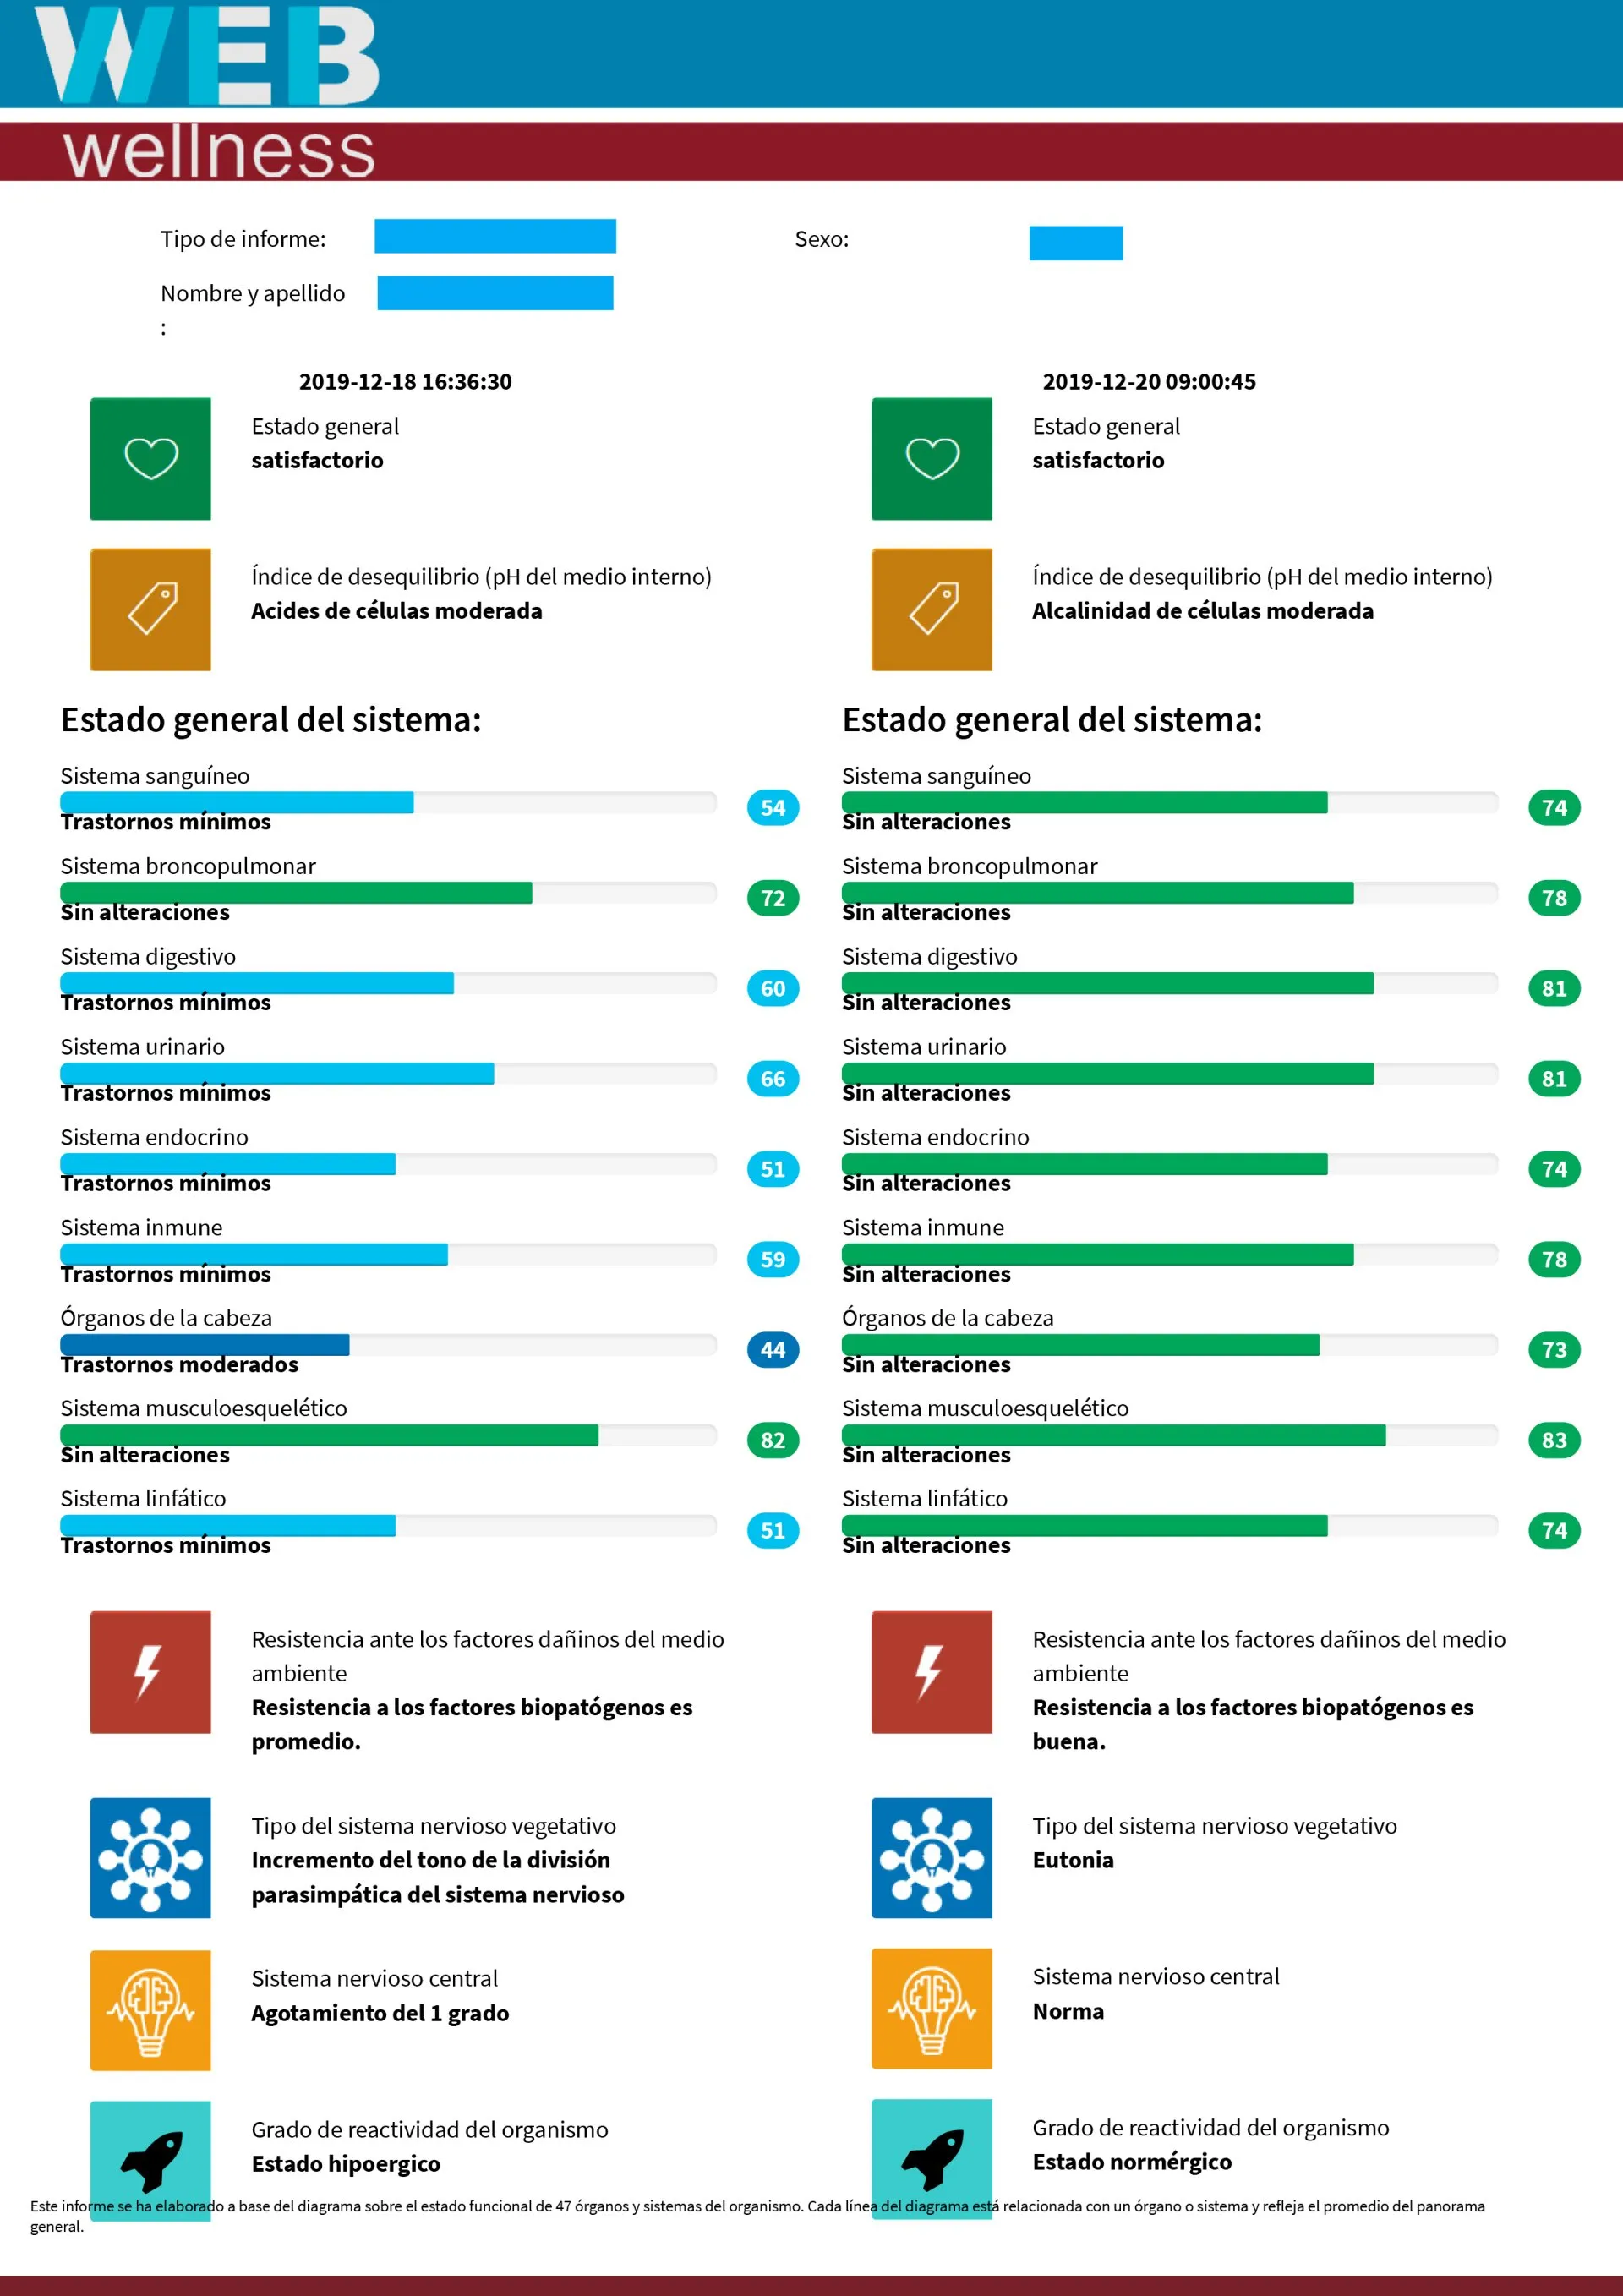 WEB
wellness
Tipo de informe:
Sexo:
Nombre y apellido
:
2019-12-18 16:36:30
2019-12-20 09:00:45
Estado general
satisfactorio
Estado general
satisfactorio
Índice de desequilibrio (pH del medio interno)
Acides de células moderada
Índice de desequilibrio (pH del medio interno)
Alcalinidad de células moderada
Estado general del sistema:
Sistema sanguíneo
54
Trastornos mínimos
Sistema broncopulmonar
72
Sin alteraciones
Sistema digestivo
60
Trastornos mínimos
Sistema urinario
66
Trastornos mínimos
Sistema endocrino
51
Trastornos mínimos
Sistema inmune
59
Trastornos mínimos
Órganos de la cabeza
44
Trastornos moderados
Sistema musculoesquelético
82
Sin alteraciones
Sistema linfático
51
Trastornos mínimos
Estado general del sistema:
Sistema sanguíneo
74
Sin alteraciones
Sistema broncopulmonar
78
Sin alteraciones
Sistema digestivo
81
Sin alteraciones
Sistema urinario
81
Sin alteraciones
Sistema endocrino
74
Sin alteraciones
Sistema inmune
78
Sin alteraciones
Órganos de la cabeza
73
Sin alteraciones
Sistema musculoesquelético
83
Sin alteraciones
Sistema linfático
74
Sin alteraciones
Resistencia ante los factores dañinos del medio
ambiente
Resistencia a los factores biopatógenos es
promedio.
Resistencia ante los factores dañinos del medio
ambiente
Resistencia a los factores biopatógenos es
buena.
Tipo del sistema nervioso vegetativo
Incremento del tono de la división
parasimpática del sistema nervioso
Tipo del sistema nervioso vegetativo
Eutonia
Sistema nervioso central
Agotamiento del 1 grado
Sistema nervioso central
Norma
Grado de reactividad del organismo
Estado hipoergico
Grado de reactividad del organismo
Estado normérgico
Este informe se ha elaborado a base del diagrama sobre el estado funcional de 47 órganos y sistemas del organismo. Cada línea del diagrama está relacionada con un órgano o sistema y refleja el promedio del panorama
general.